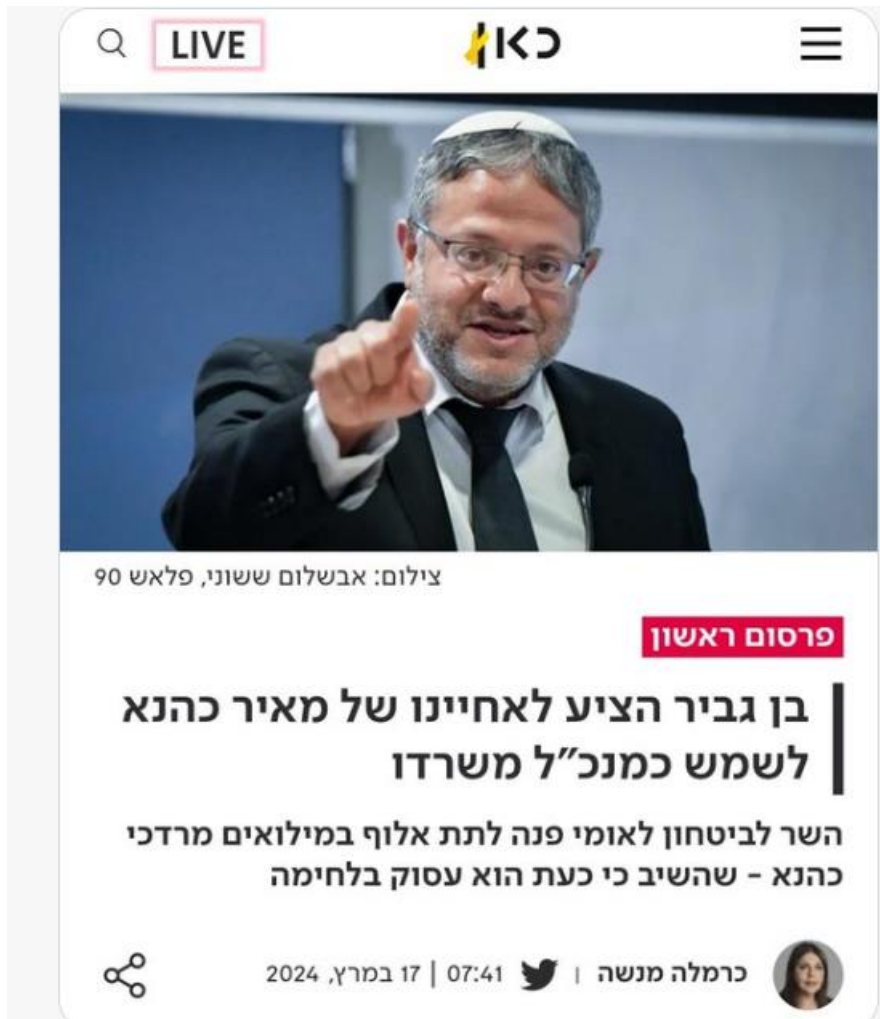 LIVE
כאן
צילום: אבשלום ששוני, פלאש 90
פרסום ראשון
בן גביר הציע לאחיינו של מאיר כהנא
לשמש כמנכ"ל משרדו
השר לביטחון לאומי פנה לתת אלוף במילואים מרדכי
כהנא - שהשיב כי כעת הוא עסוק בלחימה
כרמלה מנשה | 07:41 | 17 במרץ, 2024